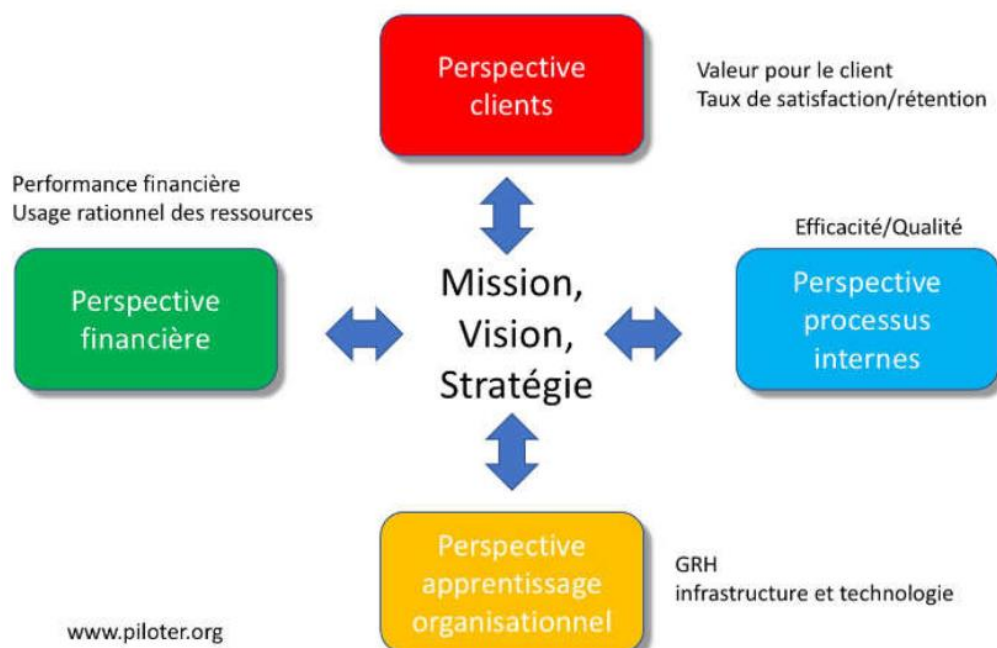 Perspective
clients
Valeur pour le client
Taux de satisfaction/rétention
Performance financière
Usage rationnel des ressources
Perspective
financière
Mission,
Vision,
Stratégie
Efficacité/Qualité
Perspective
processus
internes
Perspective
apprentissage
organisationnel
GRH
infrastructure et technologie
www.piloter.org